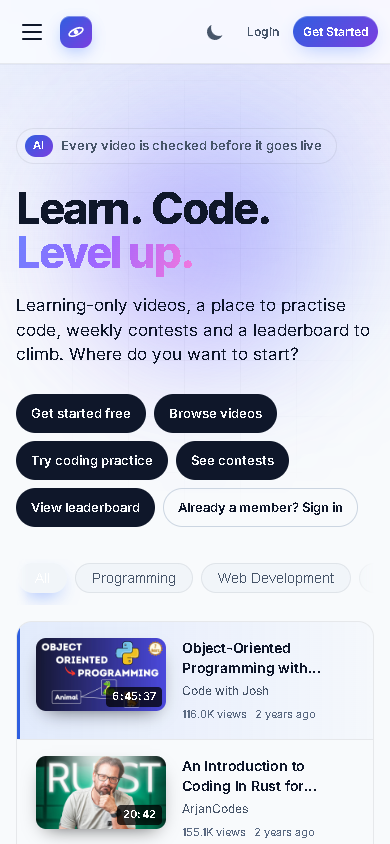 Login
Get Started
AI Every video is checked before it goes live
Learn. Code.
Level up.
Learning-only videos, a place to practise
code, weekly contests and a leaderboard to
climb. Where do you want to start?
Get started free
Browse videos
Try coding practice
See contests
View leaderboard
Already a member? Sign in
All
Programming
Web Development
OBJECT
ORIENTED
PROGRAMMING
Animal
6:45:37
Object-Oriented
Programming with...
Code with Josh
116.0K views 2 years ago
RUST
20:42
An Introduction to
Coding In Rust for...
ArjanCodes
155.1K views 2 years ago